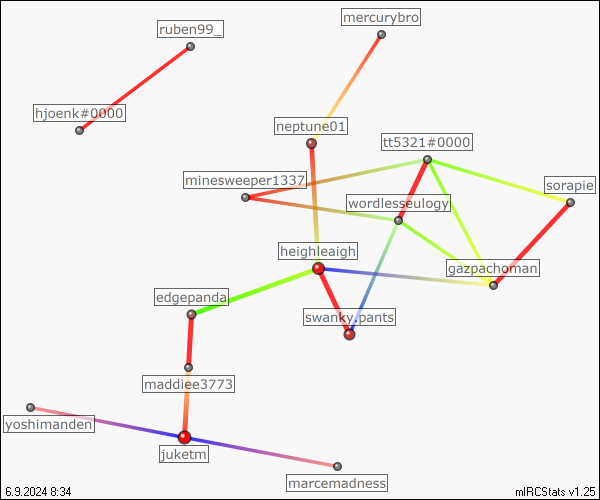 mercurybro
ruben99_
hjoenk#0000
neptune01
tt5321#0000
minesweeper1337
sorapie
wordlesseulogy
heighleaigh
gazpachoman
edgepanda
swanky.pants
maddiee3773
yoshimanden
juketm
marcemadness
6.9.2024 8:34
mIRCStats v1.25